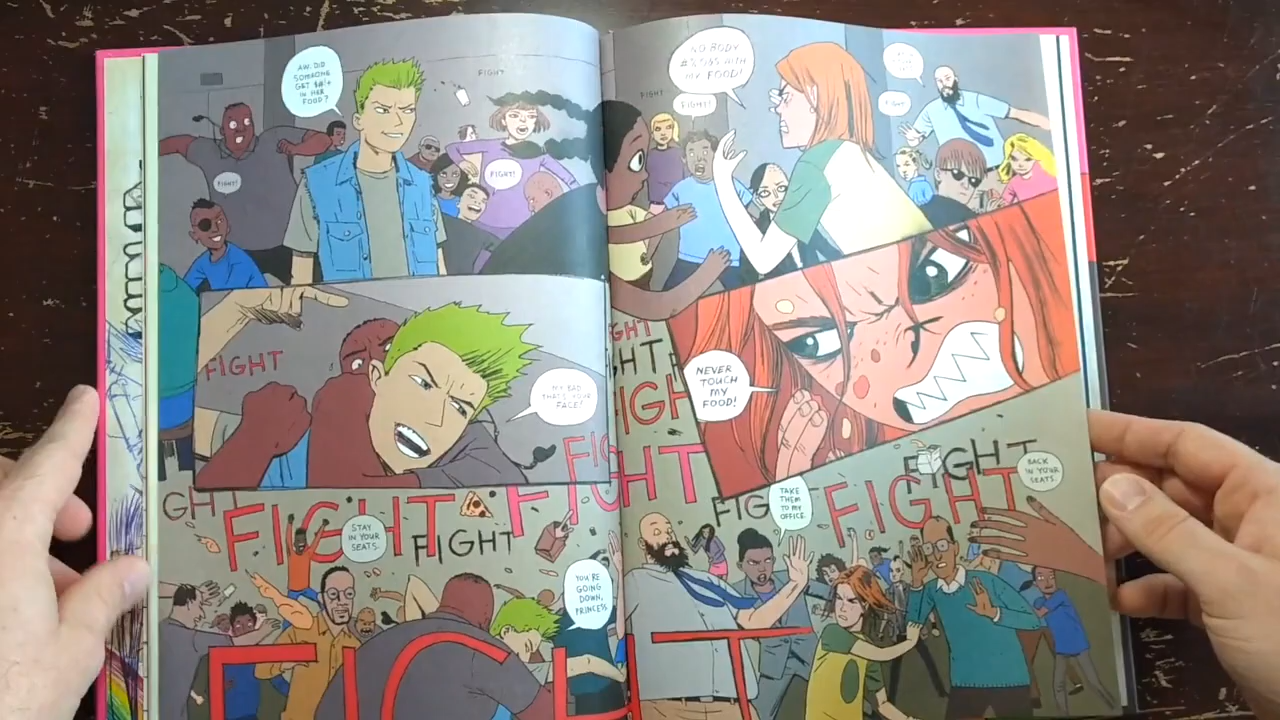 AW. DID
SOMEONE
GET $#!+
IN HER
FOOD?
FIGHT
FIGHT!
FIGHT!
FIGHT
MY BAD
THAT'S YOUR
FACE!
FIGHT
FIGHT
FIGHT
STAY
IN YOUR
SEATS.
YOU'RE
GOING
DOWN,
PRINCESS.
FIGHT
NO BODY
MY FOOD!
FIGHT
FIGHT!
FIGHT
NEVER
TOUCH
MY
FOOD!
FIGHT
FIGHT
FIGHT
TAKE
THEM
TO MY
OFFICE.
BACK
IN YOUR
SEATS.